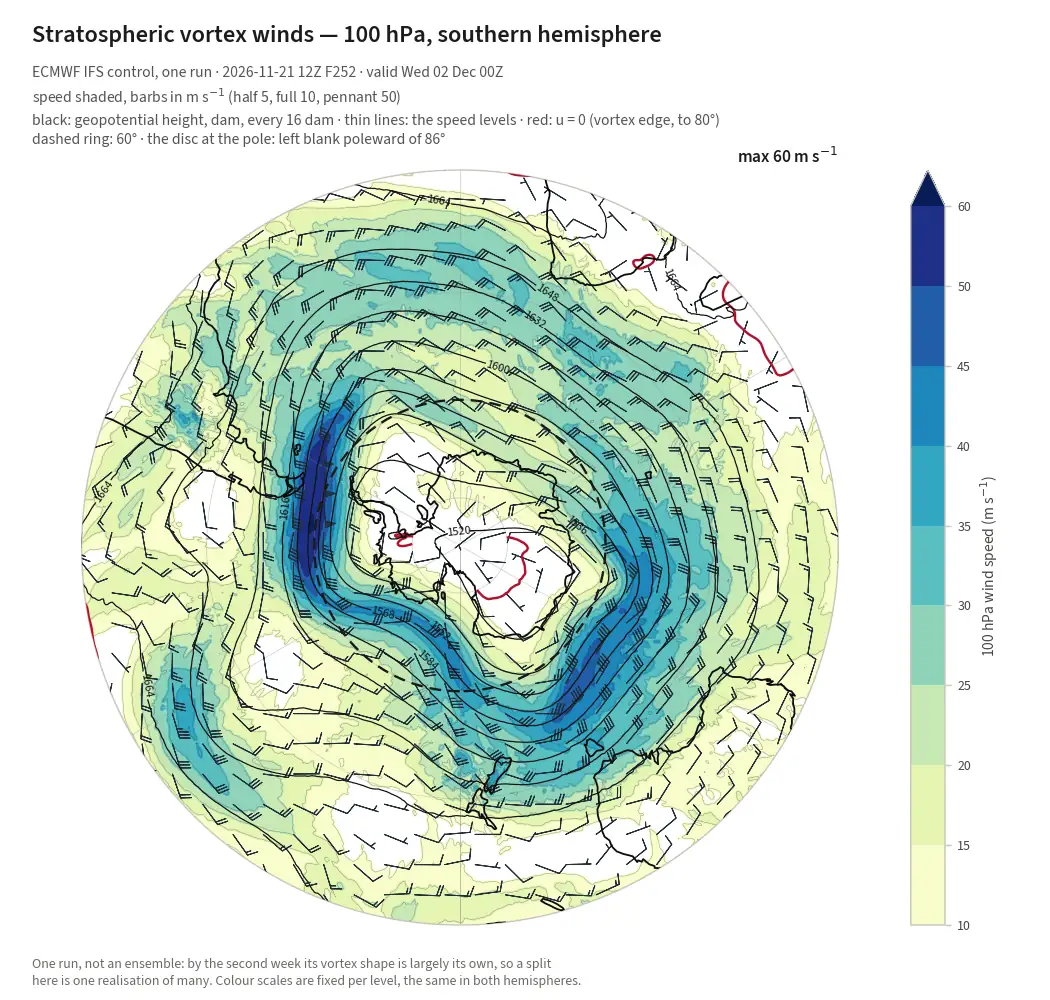 Stratospheric vortex winds — 100 hPa, southern hemisphere
ECMWF IFS control, one run · 2026-11-21 12Z F252 · valid Wed 02 Dec 00Z
speed shaded, barbs in m s⁻¹ (half 5, full 10, pennant 50)
black: geopotential height, dam, every 16 dam · thin lines: the speed levels · red: u = 0 (vortex edge, to 80°)
dashed ring: 60° · the disc at the pole: left blank poleward of 86°
max 60 m s⁻¹
1664
1648
1632
1600
1664
1664
1616
1520
1568
1584
1664
60
50
45
40
35
30
25
20
15
10
100 hPa wind speed (m s⁻¹)
One run, not an ensemble: by the second week its vortex shape is largely its own, so a split
here is one realisation of many. Colour scales are fixed per level, the same in both hemispheres.